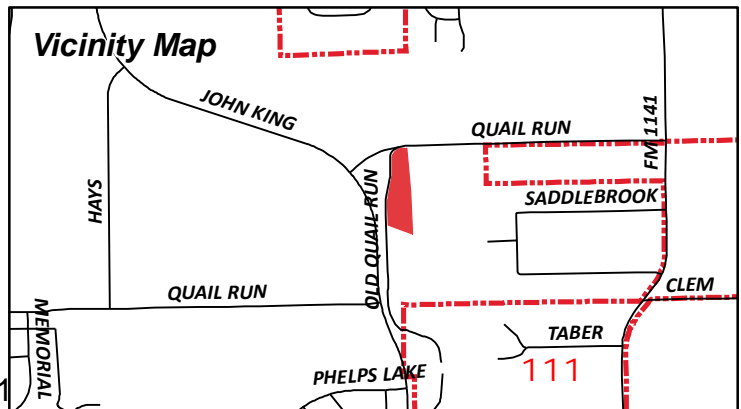 Vicinity Map
JOHN KING
QUAIL RUN
FM 1141
HAYS
OLD QUAIL RUN
SADDLEBROOK
QUAIL RUN
CLEM
MEMORIAL
TABER
PHELPS LAKE
111
1